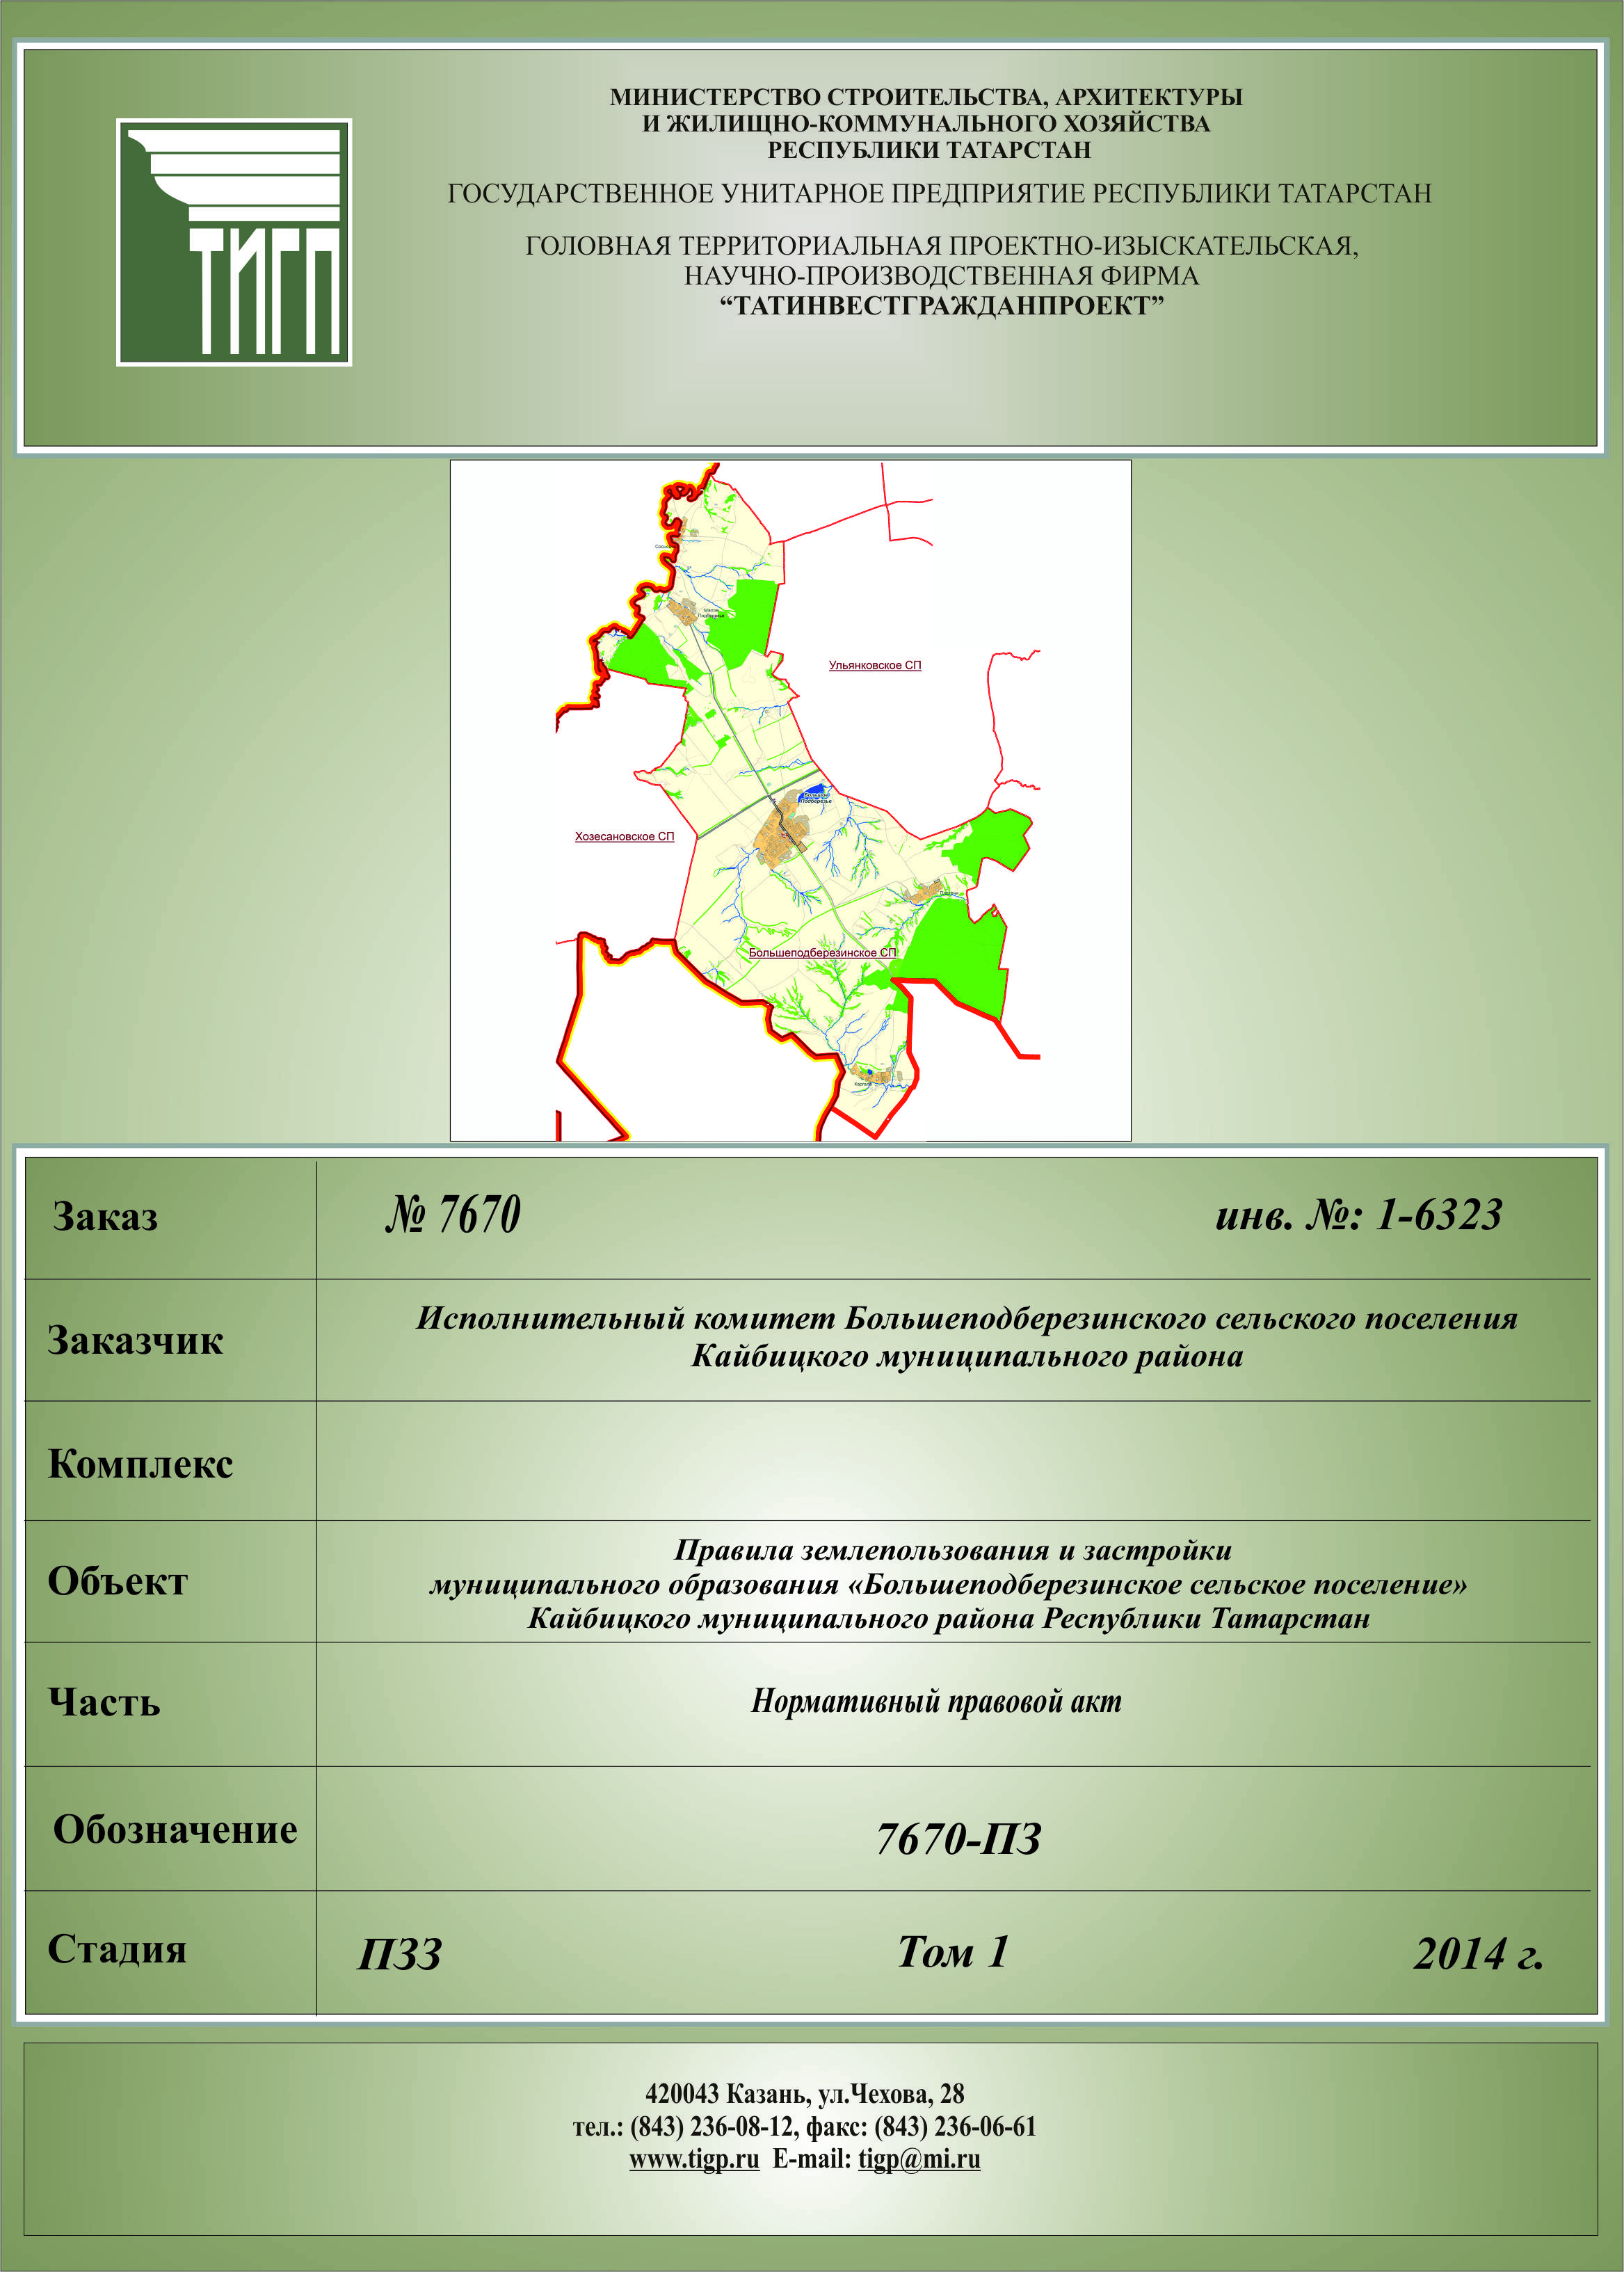 МИНИСТЕРСТВО СТРОИТЕЛЬСТВА, АРХИТЕКТУРЫ
И ЖИЛИЩНО-КОММУНАЛЬНОГО ХОЗЯЙСТВА
РЕСПУБЛИКИ ТАТАРСТАН
ГОСУДАРСТВЕННОЕ УНИТАРНОЕ ПРЕДПРИЯТИЕ РЕСПУБЛИКИ ТАТАРСТАН
ГОЛОВНАЯ ТЕРРИТОРИАЛЬНАЯ ПРОЕКТНО-ИЗЫСКАТЕЛЬСКАЯ,
НАУЧНО-ПРОИЗВОДСТВЕННАЯ ФИРМА
“ТАТИНВЕСТГРАЖДАНПРОЕКТ”
ТИГП
Малое
Подберезье
Ульянковское СП
Большое
Подберезье
Хозесановское СП
Большеподберезинское СП
Заказ № 7670 инв. №: 1-6323
Заказчик
Исполнительный комитет Большеподберезинского сельского поселения
Кайбицкого муниципального района
Комплекс
Объект
Правила землепользования и застройки
муниципального образования «Большеподберезинское сельское поселение»
Кайбицкого муниципального района Республики Татарстан
Часть Нормативный правовой акт
Обозначение 7670-ПЗ
Стадия ПЗЗ Том 1 2014 г.
420043 Казань, ул.Чехова, 28
тел.: (843) 236-08-12, факс: (843) 236-06-61
www.tigp.ru E-mail: tigp@mi.ru